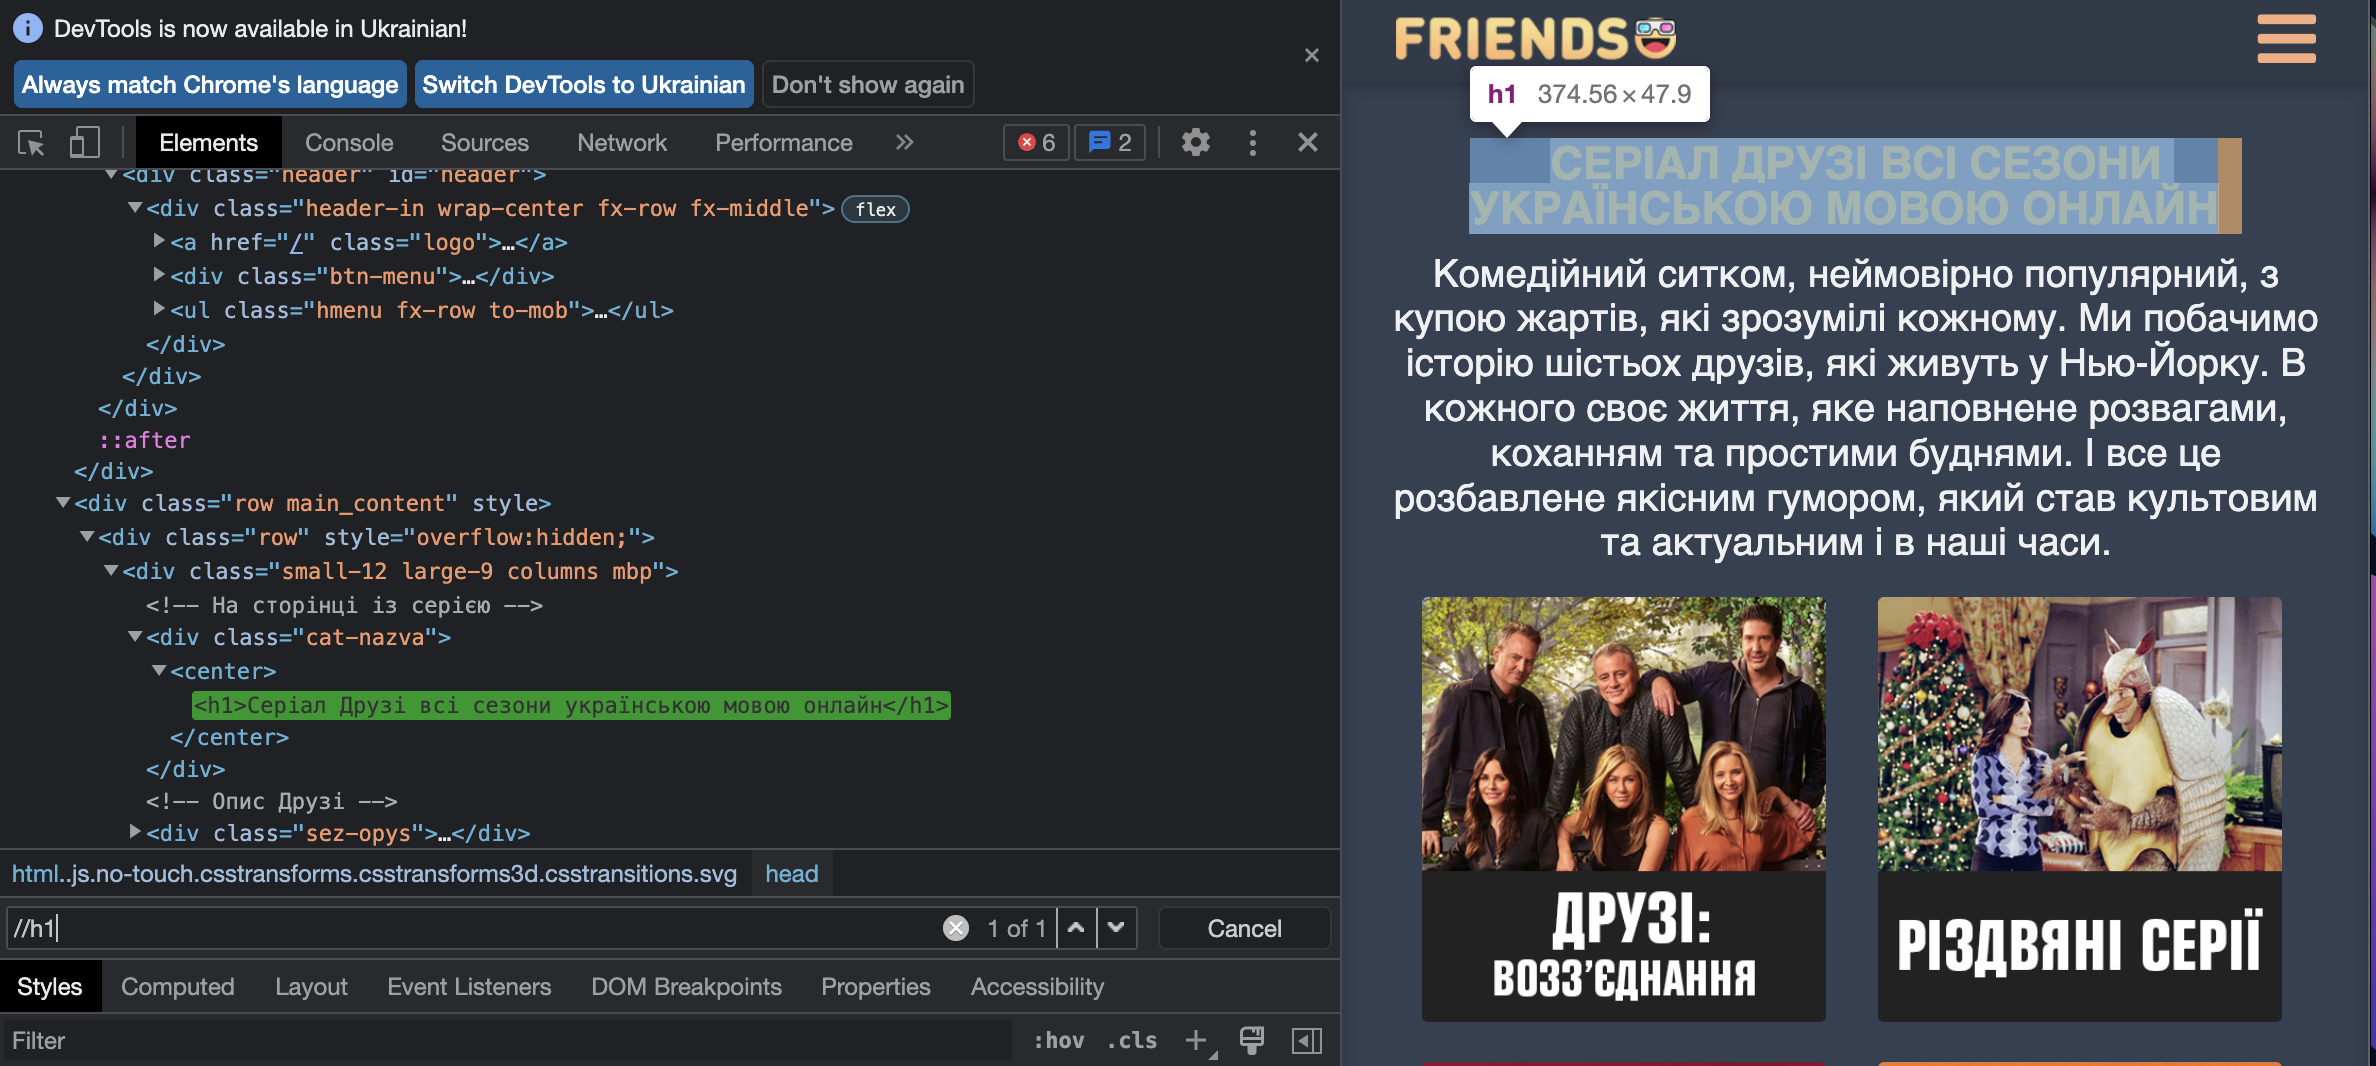 DevTools is now available in Ukrainian!
Always match Chrome's language
Switch DevTools to Ukrainian
Don't show again
Elements
Console
Sources
Network
Performance
6
2
<div class="header" id="header">
<div class="header-in wrap-center fx-row fx-middle"> flex
<a href="/" class="logo">…</a>
<div class="btn-menu">…</div>
<ul class="hmenu fx-row to-mob">…</ul>
</div>
</div>
</div>
::after
</div>
<div class="row main_content" style>
<div class="row" style="overflow:hidden;">
<div class="small-12 large-9 columns mbp">
<!-- На сторінці із серією -->
<div class="cat-nazva">
<center>
<h1>Серіал Друзі всі сезони українською мовою онлайн</h1>
</center>
</div>
<!-- Опис Друзі -->
<div class="sez-opys">…</div>
html..js.no-touch.csstransforms.csstransforms3d.csstransitions.svg
head
//h1
1 of 1
Cancel
Styles
Computed
Layout
Event Listeners
DOM Breakpoints
Properties
Accessibility
Filter
:hov
.cls
FRIENDS
h1 374.56×47.9
СЕРІАЛ ДРУЗІ ВСІ СЕЗОНИ
УКРАЇНСЬКОЮ МОВОЮ ОНЛАЙН
Комедійний ситком, неймовірно популярний, з
купою жартів, які зрозумілі кожному. Ми побачимо
історію шістьох друзів, які живуть у Нью-Йорку. В
кожного своє життя, яке наповнене розвагами,
коханням та простими буднями. І все це
розбавлене якісним гумором, який став культовим
та актуальним і в наші часи.
ДРУЗІ:
ВОЗЗ’ЄДНАННЯ
РІЗДВЯНІ СЕРІЇ